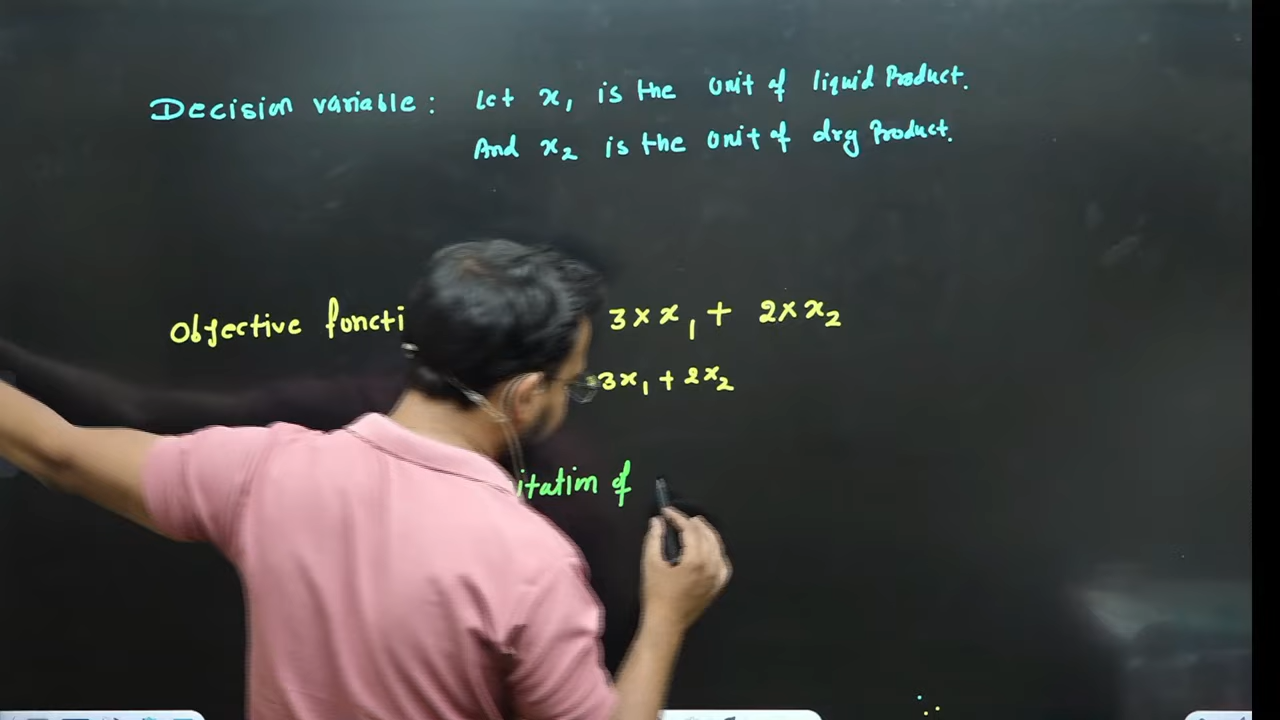 Decision variable : Let x₁ is the unit of liquid Product.
And x₂ is the unit of dry Product.
Objective functi 3 × x₁ + 2 × x₂
3x₁ + 2x₂
itation of